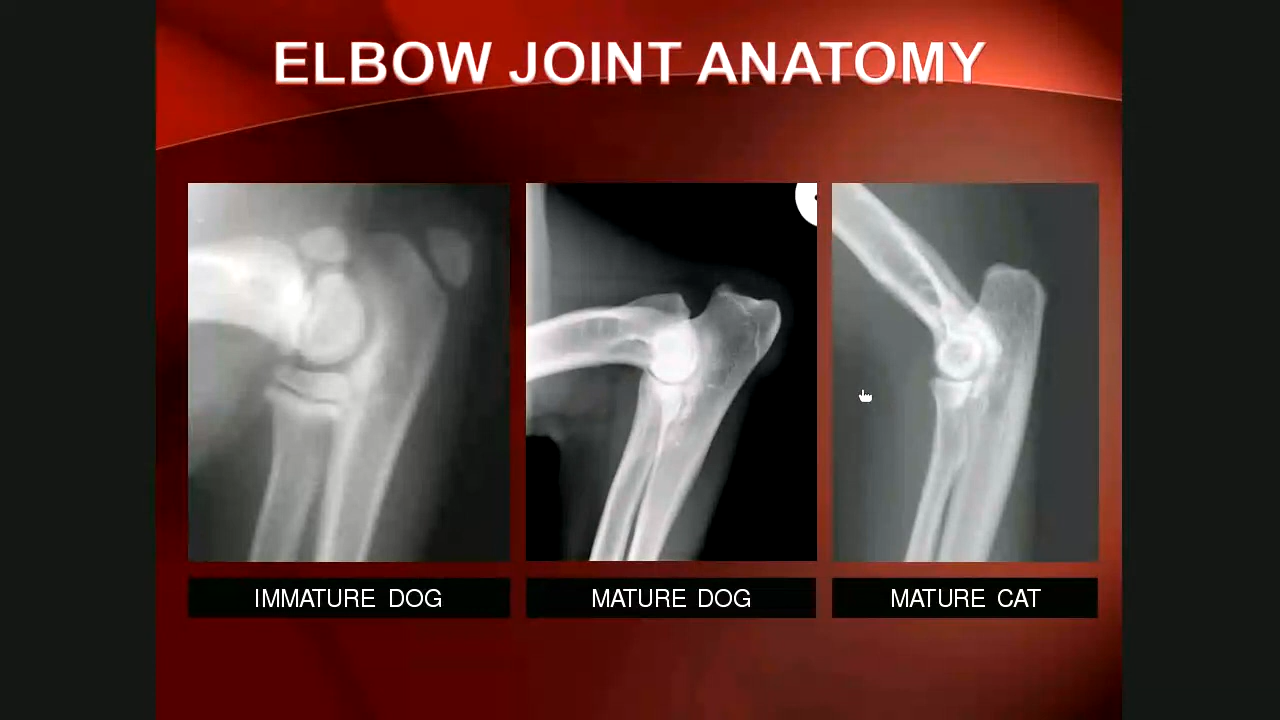 ELBOW JOINT ANATOMY
IMMATURE DOG
MATURE DOG
MATURE CAT